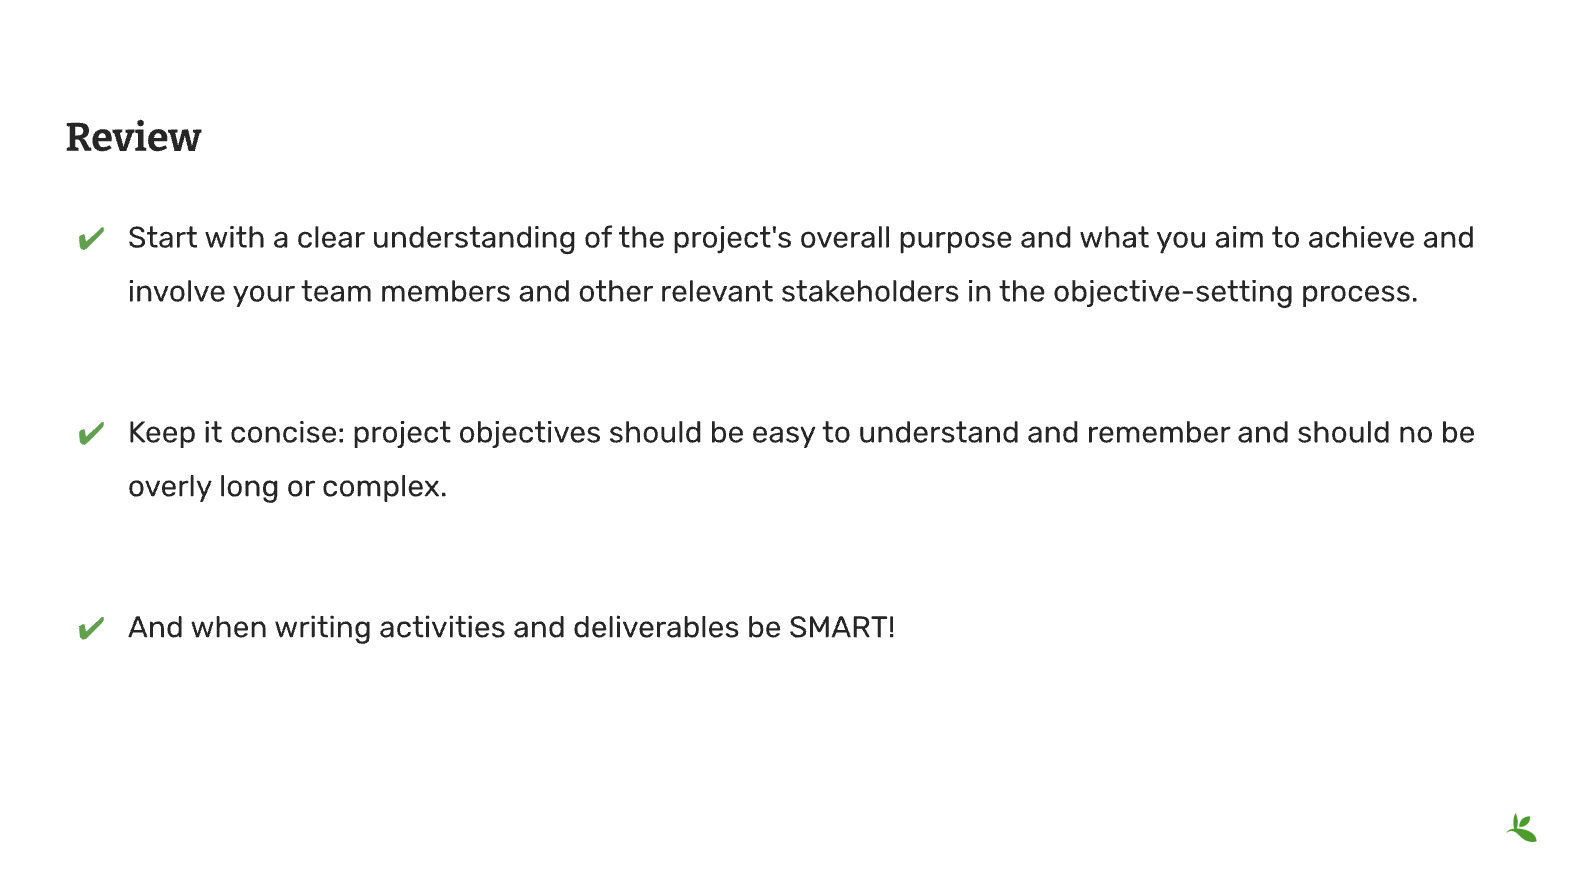 Review
✔ Start with a clear understanding of the project's overall purpose and what you aim to achieve and
involve your team members and other relevant stakeholders in the objective-setting process.
✔ Keep it concise: project objectives should be easy to understand and remember and should no be
overly long or complex.
✔ And when writing activities and deliverables be SMART!